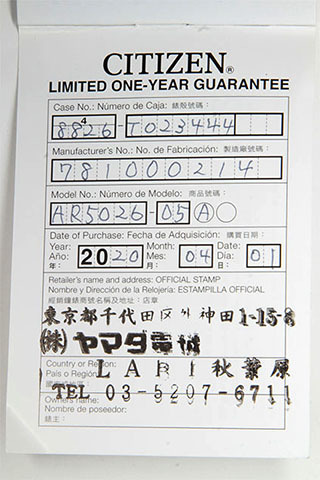 CITIZEN®
LIMITED ONE-YEAR GUARANTEE
Case No.: Número de Caja: 錶殼號碼:
4
8826-T023444
Manufacturer's No.: No. de Fabricación: 製造廠號碼:
781000214
Model No.: Número de Modelo: 商品號碼:
AR5026-05A
Date of Purchase: Fecha de Adquisición: 購買日期:
Year: Año: 年: 2020 Month: Mes: 月: 04 Date: Día: 日: 01
Retailer's name and address: OFFICIAL STAMP
Nombre y Dirección de la Relojería: ESTAMPILLA OFFICIAL
經銷鐘錶商號名稱及地址: 店章
東京都千代田区外神田1-15-8
(株)ヤマダ電機
Country or Region:
País o Región:
LABI秋葉原
TEL 03-5207-6711
Owner's name:
Nombre de poseedor:
錶主: